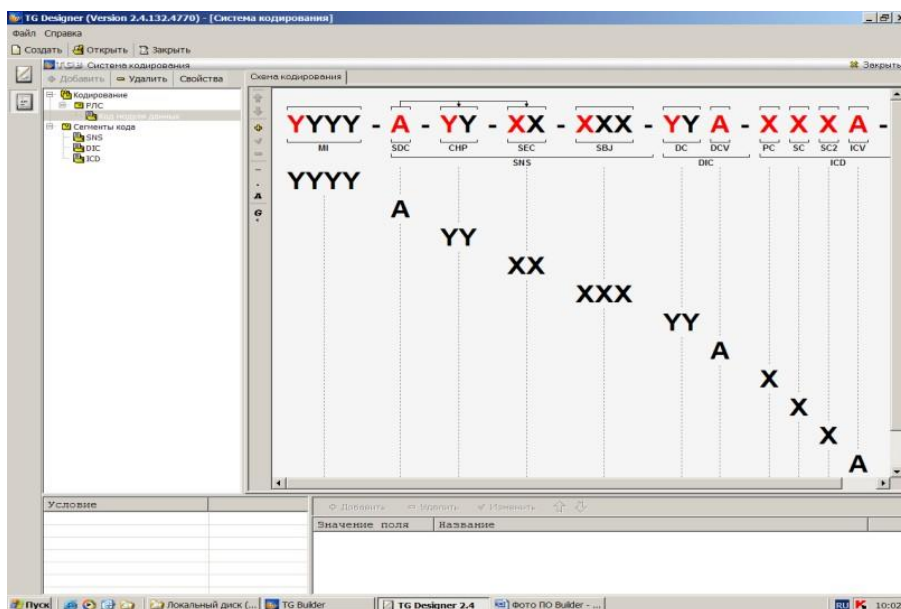 TG Designer (Version 2.4.132.4770) - [Система кодирования]
Файл Справка
Создать Открыть Закрыть
Система кодирования Закрыть
Добавить Удалить Свойства Схема кодирования
Кодирование
РЛС
Код модуля данных
Сегменты кода
SNS
DIC
ICD
YYYY - A - YY - XX - XXX - YY A - X X X A -
MI SDC CHP SEC SBJ DC DCV PC SC SC2 ICV
SNS DIC ICD
YYYY
A
YY
XX
XXX
YY
A
X
X
X
A
A
G
Условие
Добавить Удалить Изменить
Значение поля Название
Пуск Локальный диск (... TG Builder TG Designer 2.4 Фото ПО Builder - ... RU 10:02